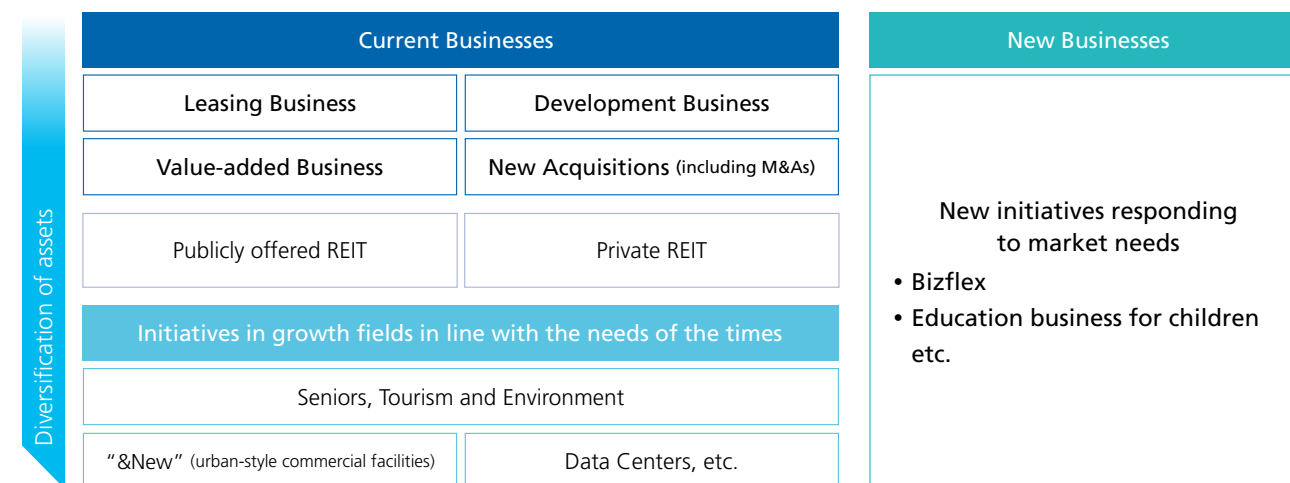 Diversification of assets
Current Businesses
Leasing Business
Development Business
Value-added Business
New Acquisitions (including M&As)
Publicly offered REIT
Private REIT
Initiatives in growth fields in line with the needs of the times
Seniors, Tourism and Environment
“&New” (urban-style commercial facilities)
Data Centers, etc.
New Businesses
New initiatives responding
to market needs
• Bizflex
• Education business for children
etc.